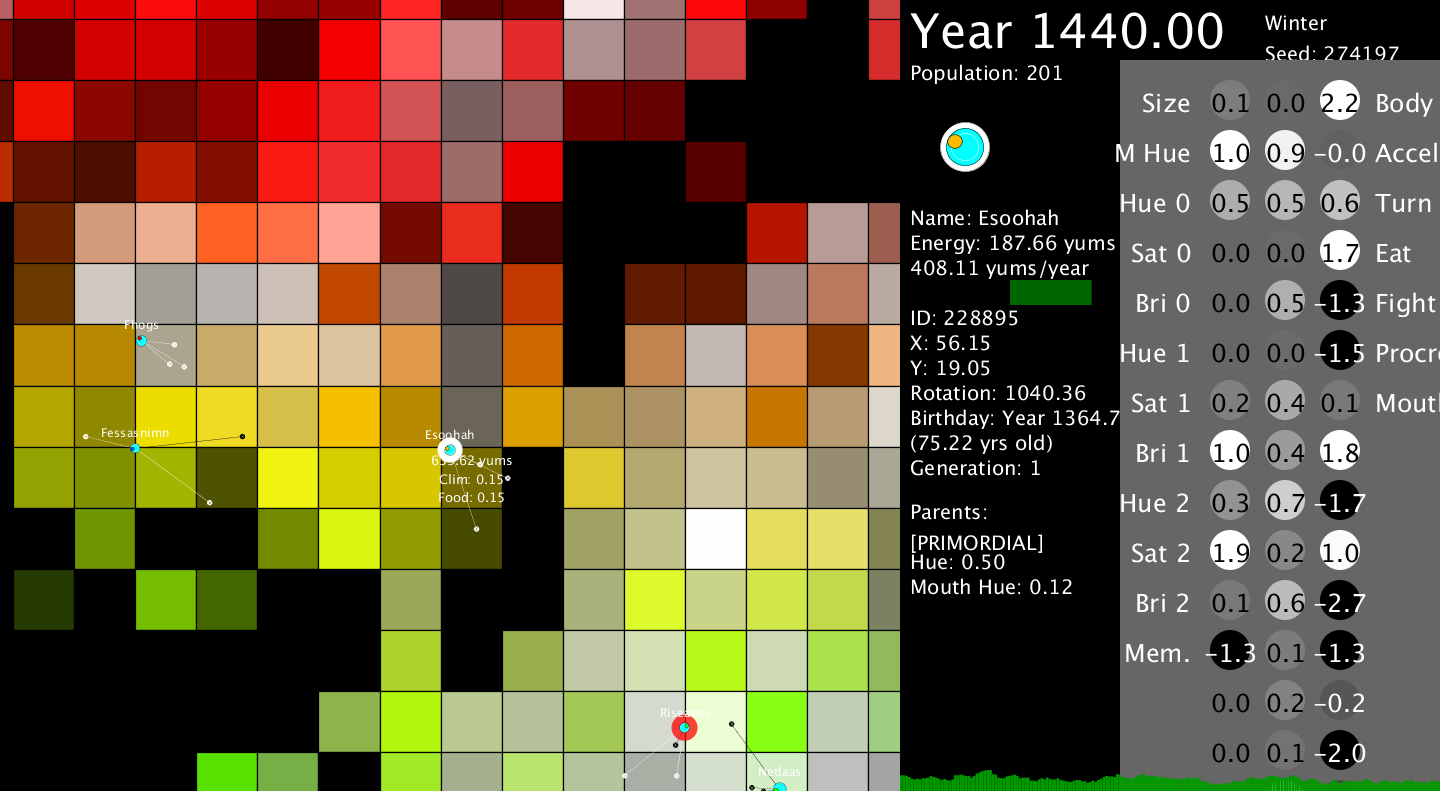 Year 1440.00
Winter
Seed: 274197
Population: 201
Name: Esoohah
Energy: 187.66 yums
408.11 yums/year
ID: 228895
X: 56.15
Y: 19.05
Rotation: 1040.36
Birthday: Year 1364.7
(75.22 yrs old)
Generation: 1
Parents:
[PRIMORDIAL]
Hue: 0.50
Mouth Hue: 0.12
Size 0.1 0.0 2.2 Body
M Hue 1.0 0.9 -0.0 Accel
Hue 0 0.5 0.5 0.6 Turn
Sat 0 0.0 0.0 1.7 Eat
Bri 0 0.0 0.5 -1.3 Fight
Hue 1 0.0 0.0 -1.5 Procre
Sat 1 0.2 0.4 0.1 Mouth
Bri 1 1.0 0.4 1.8
Hue 2 0.3 0.7 -1.7
Sat 2 1.9 0.2 1.0
Bri 2 0.1 0.6 -2.7
Mem. -1.3 0.1 -1.3
0.0 0.2 -0.2
0.0 0.1 -2.0
Fhogs
Fessasnimn
Esoohah
Clim: 0.15
Food: 0.15
Netlaas